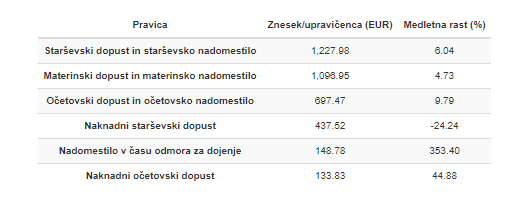 Pravica Znesek/upravičenca (EUR) Medletna rast (%)
Starševski dopust in starševsko nadomestilo 1,227.98 6.04
Materinski dopust in materinsko nadomestilo 1,096.95 4.73
Očetovski dopust in očetovsko nadomestilo 697.47 9.79
Naknadni starševski dopust 437.52 -24.24
Nadomestilo v času odmora za dojenje 148.78 353.40
Naknadni očetovski dopust 133.83 44.88